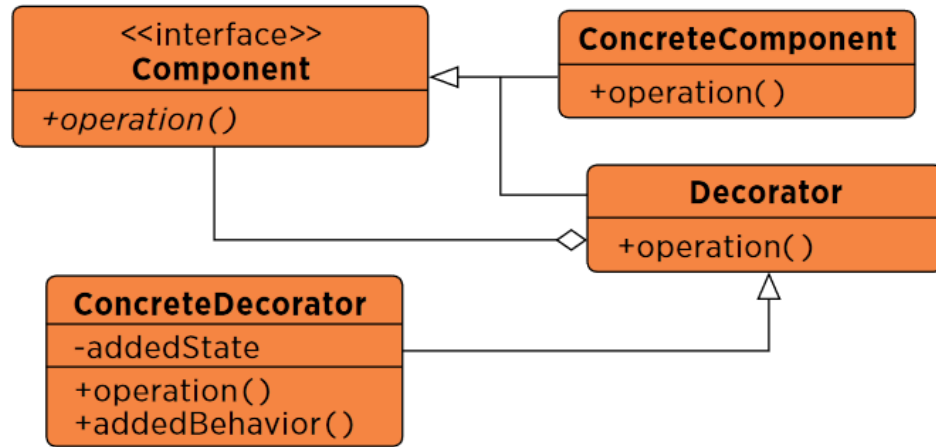 <<interface>>
Component
+operation()
ConcreteComponent
+operation()
Decorator
+operation()
ConcreteDecorator
-addedState
+operation()
+addedBehavior()